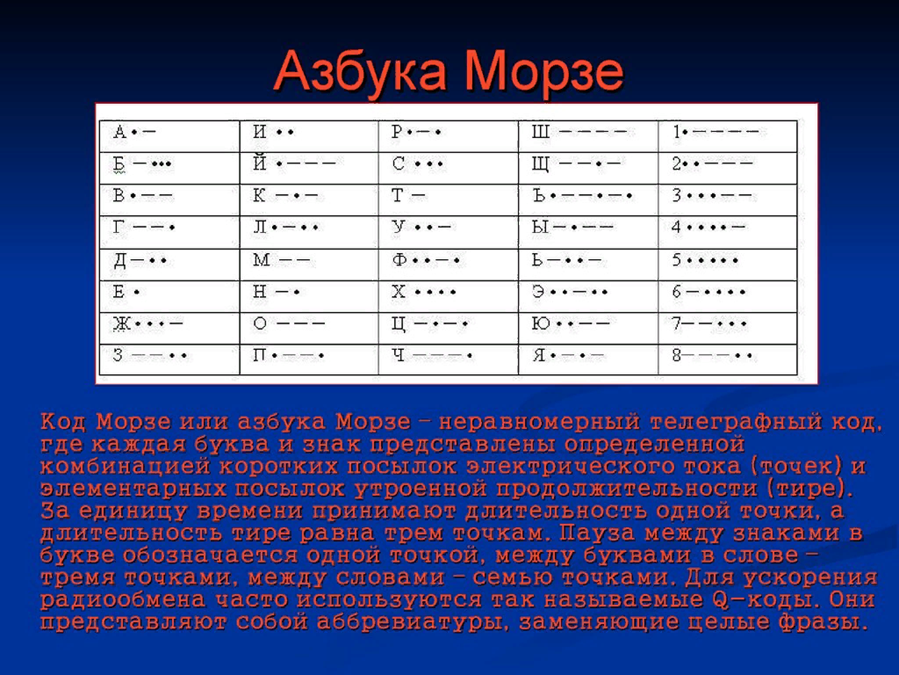 Азбука Морзе
А•— И •• Р•—• Ш ———— 1•————
Б —••• Й •——— С ••• Щ ——•— 2••———
В•—— К —•— Т — Ь•——•—• 3•••——
Г ——• Л•—•• У ••— Ы—•—— 4••••—
Д—•• М —— Ф••—• Ь—••— 5•••••
Е • Н —• Х •••• Э••—•• 6—••••
Ж•••— О ——— Ц —•—• Ю••—— 7——•••
З ——•• П•——• Ч ———• Я•—•— 8———••
Код Морзе или азбука Морзе – неравномерный телеграфный код,
где каждая буква и знак представлены определенной
комбинацией коротких посылок электрического тока (точек) и
элементарных посылок утроенной продолжительности (тире).
За единицу времени принимают длительность одной точки, а
длительность тире равна трем точкам. Пауза между знаками в
букве обозначается одной точкой, между буквами в слове –
тремя точками, между словами – семью точками. Для ускорения
радиообмена часто используются так называемые Q–коды. Они
представляют собой аббревиатуры, заменяющие целые фразы.